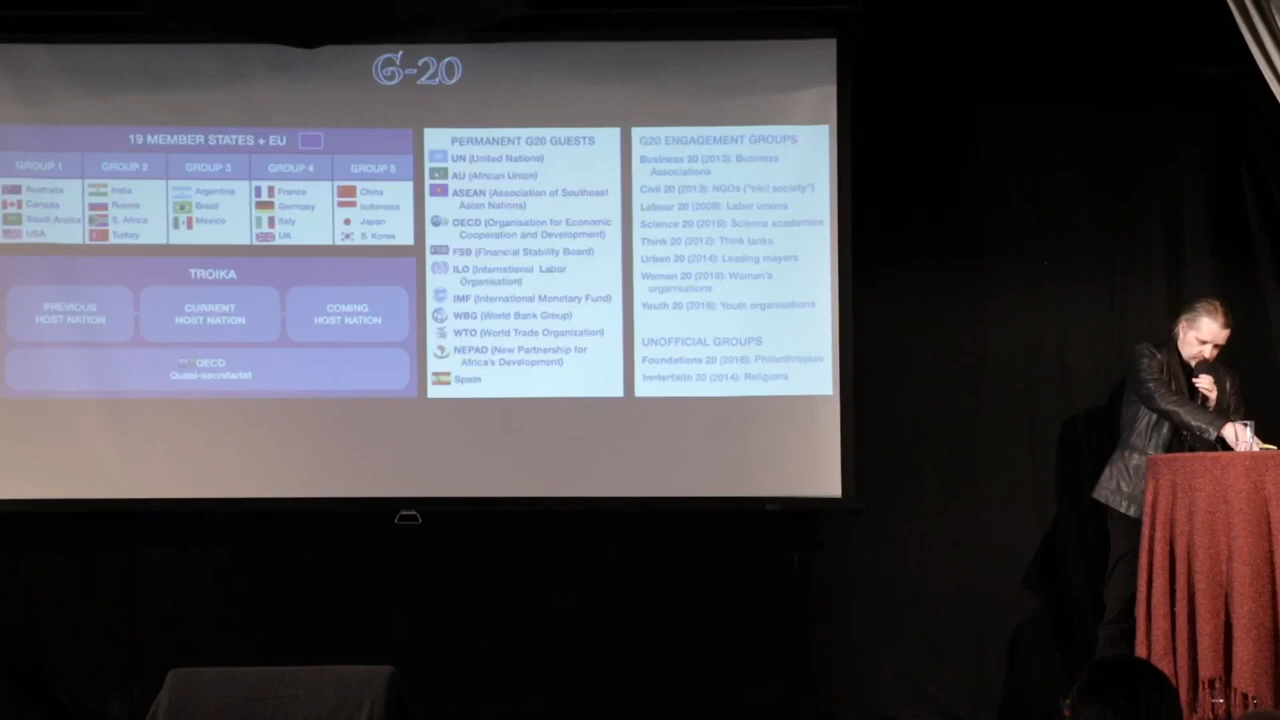 G-20
19 MEMBER STATES + EU
GROUP 1
GROUP 2
GROUP 3
GROUP 4
GROUP 5
Australia
Canada
Saudi Arabia
USA
India
Russia
S. Africa
Turkey
Argentina
Brasil
Mexico
France
Germany
Italy
UK
China
Indonesia
Japan
S. Korea
TROIKA
PREVIOUS
HOST NATION
CURRENT
HOST NATION
COMING
HOST NATION
OECD
Quasi-secretariat
PERMANENT G20 GUESTS
UN (United Nations)
AU (African Union)
ASEAN (Association of Southeast
Asian Nations)
OECD (Organisation for Economic
Cooperation and Development)
FSB FSB (Financial Stability Board)
ILO (International Labor
Organisation)
IMF (International Monetary Fund)
WBG (World Bank Group)
WTO (World Trade Organization)
NEPAD (New Partnership for
Africa's Development)
Spain
G20 ENGAGEMENT GROUPS
Business 20 (2013): Business
Associations
Civil 20 (2013): NGOs ("civil society")
Labour 20 (2008): Labor unions
Science 20 (2016): Science academies
Think 20 (2012): Think tanks
Urban 20 (2014): Leading mayors
Women 20 (2016): Women's
organisations
Youth 20 (2016): Youth organisations
UNOFFICIAL GROUPS
Foundations 20 (2016): Philanthropies
Innterfaith 20 (2014): Religions